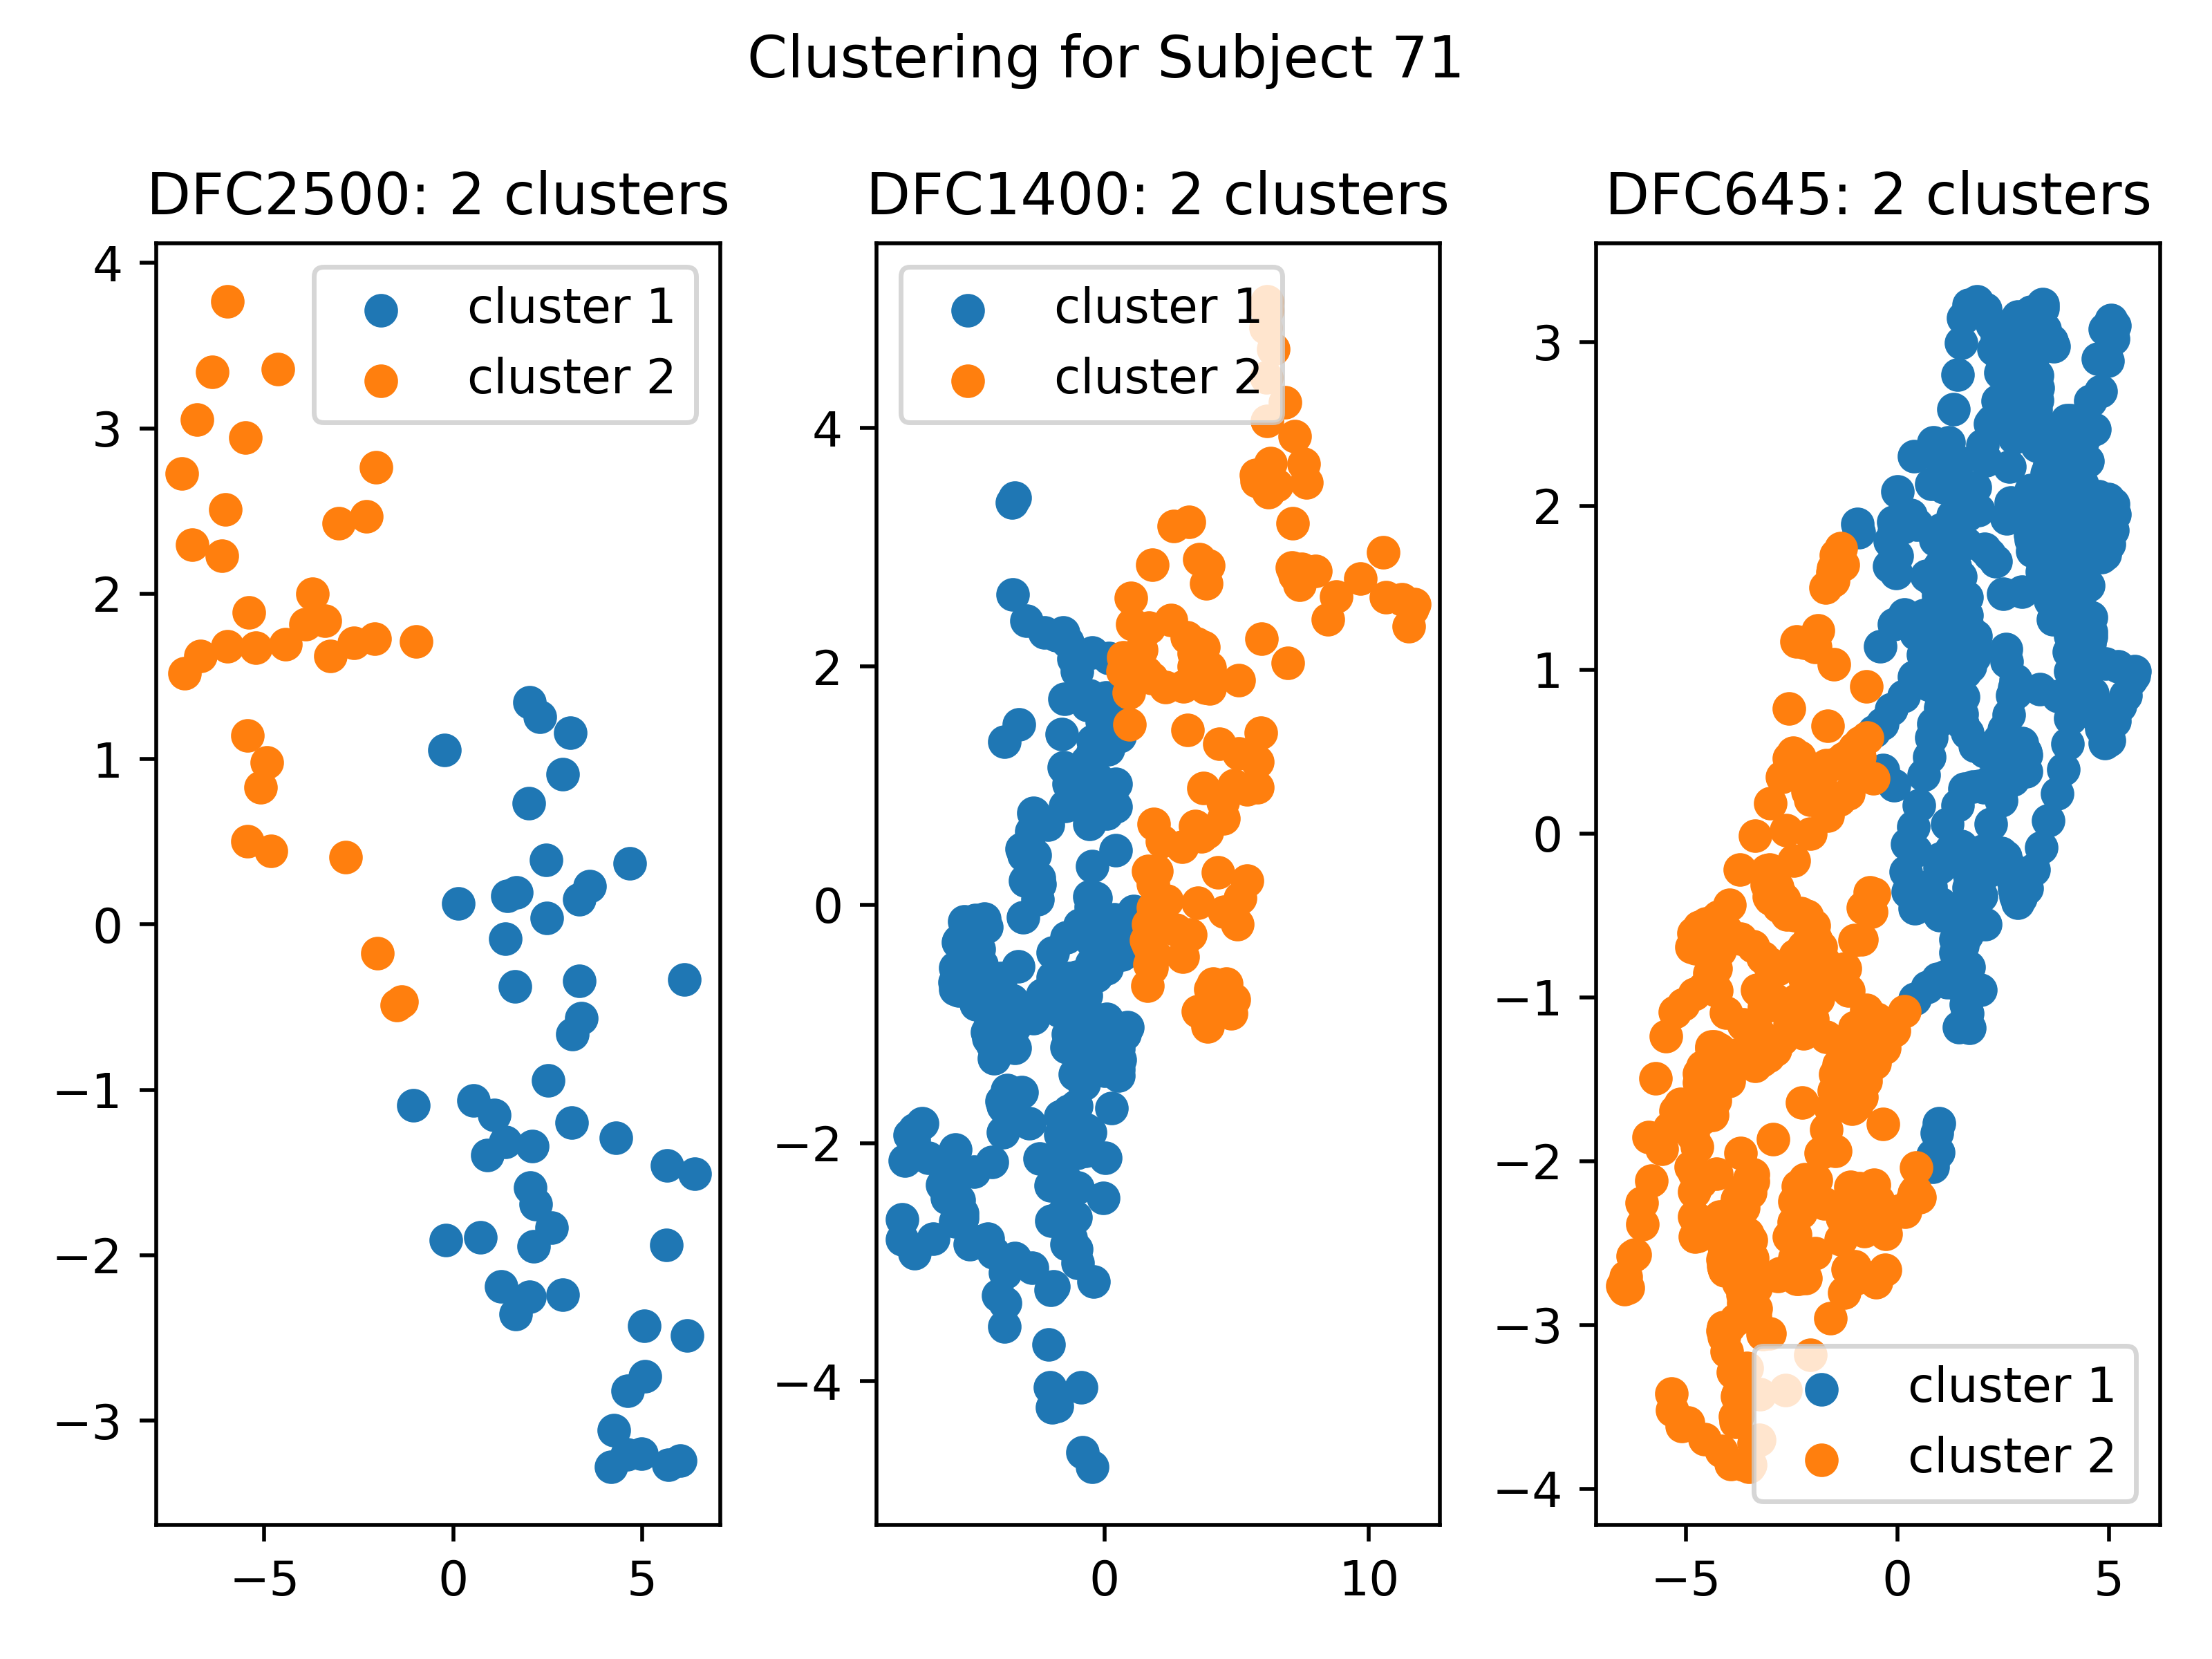 Clustering for Subject 71
DFC2500: 2 clusters
4
3
2
1
0
−1
−2
−3
−5
0
5
cluster 1
cluster 2
DFC1400: 2 clusters
4
2
0
−2
−4
0
10
cluster 1
cluster 2
DFC645: 2 clusters
3
2
1
0
−1
−2
−3
−4
−5
0
5
cluster 1
cluster 2